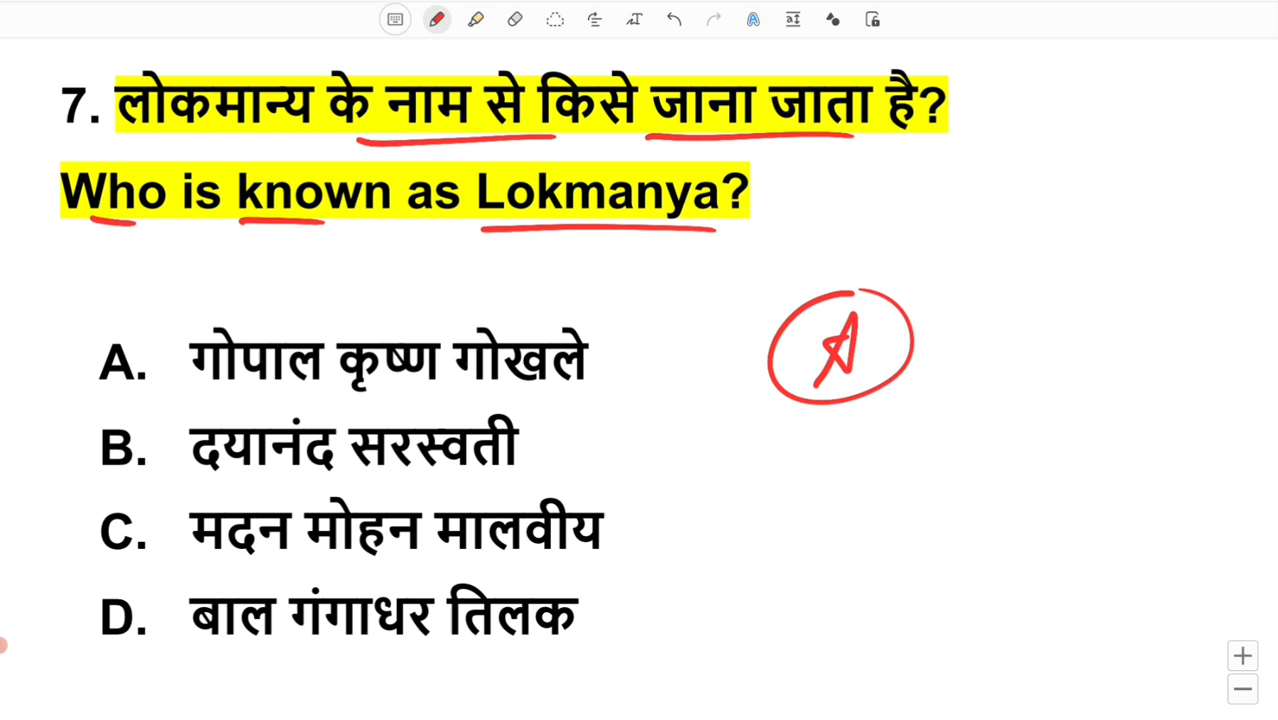 7. लोकमान्य के नाम से किसे जाना जाता है?
Who is known as Lokmanya?
A. गोपाल कृष्ण गोखले
A
B. दयानंद सरस्वती
C. मदन मोहन मालवीय
D. बाल गंगाधर तिलक